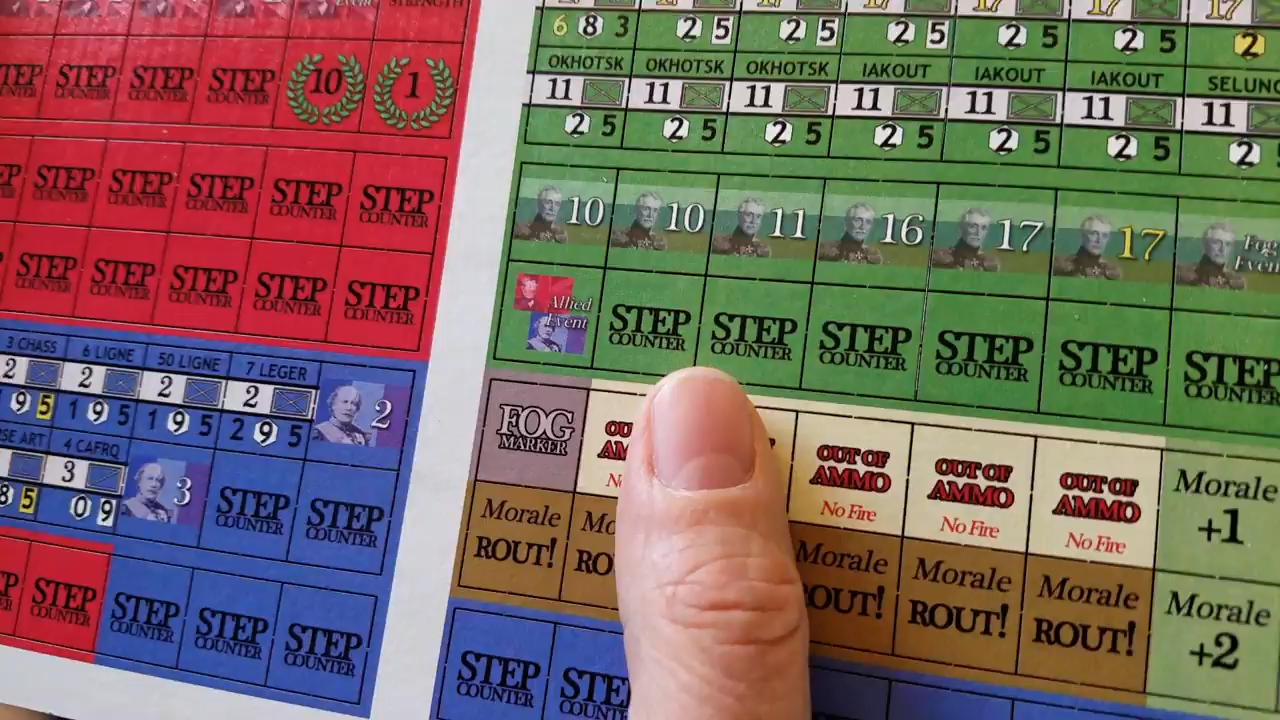 STRENGTH
STEP
COUNTER
STEP
COUNTER
STEP
COUNTER
10
1
STEP
COUNTER
STEP
COUNTER
STEP
COUNTER
STEP
COUNTER
STEP
COUNTER
STEP
COUNTER
STEP
COUNTER
STEP
COUNTER
STEP
COUNTER
STEP
COUNTER
3 CHASS
6 LIGNE
50 LIGNE
7 LEGER
2
2
2
2
2
9 5
1 9 5
1 9 5
2 9 5
4 CAFRO
3
3
5
0 9
STEP
COUNTER
STEP
COUNTER
STEP
COUNTER
STEP
COUNTER
STEP
COUNTER
STEP
COUNTER
6 8 3
2 5
2 5
2 5
2 5
2 5
2
OKHOTSK
OKHOTSK
OKHOTSK
IAKOUT
IAKOUT
IAKOUT
11
11
11
11
11
11
11
2 5
2 5
2 5
2 5
2 5
2 5
2
10
10
11
16
17
17
Fog
Event
Allied
Event
STEP
COUNTER
STEP
COUNTER
STEP
COUNTER
STEP
COUNTER
STEP
COUNTER
STEP
COUNTER
FOG
MARKER
OUT OF
AMMO
No Fire
OUT OF
AMMO
No Fire
OUT OF
AMMO
No Fire
Morale
+1
Morale
ROUT!
Morale
Morale
ROUT!
Morale
ROUT!
Morale
+2
STEP
COUNTER